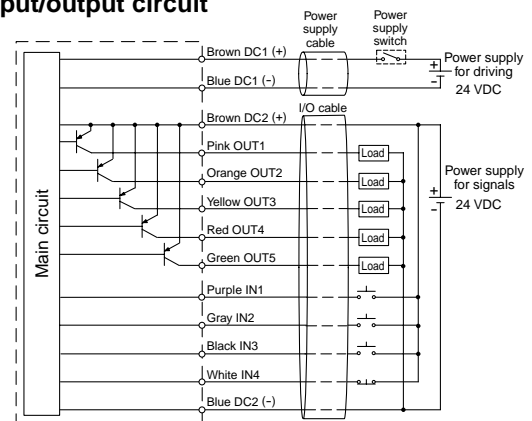 put/output circuit
Power
supply
cable
Power
supply
switch
Brown DC1 (+)
Power supply
for driving
24 VDC
+
-
Blue DC1 (-)
I/O cable
Brown DC2 (+)
Pink OUT1
Load
Orange OUT2
Load
Power supply
for signals
24 VDC
+
-
Yellow OUT3
Load
Red OUT4
Load
Green OUT5
Load
Main circuit
Purple IN1
Gray IN2
Black IN3
White IN4
Blue DC2 (-)